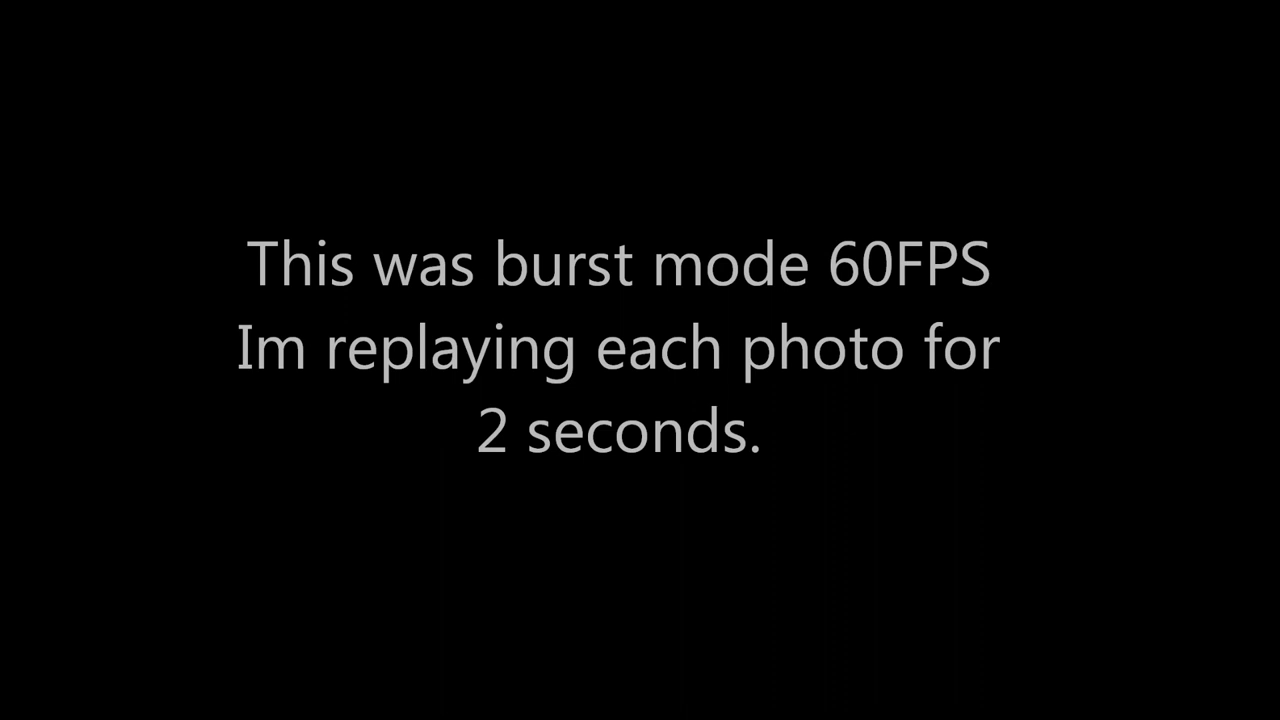 This was burst mode 60FPS
Im replaying each photo for
2 seconds.